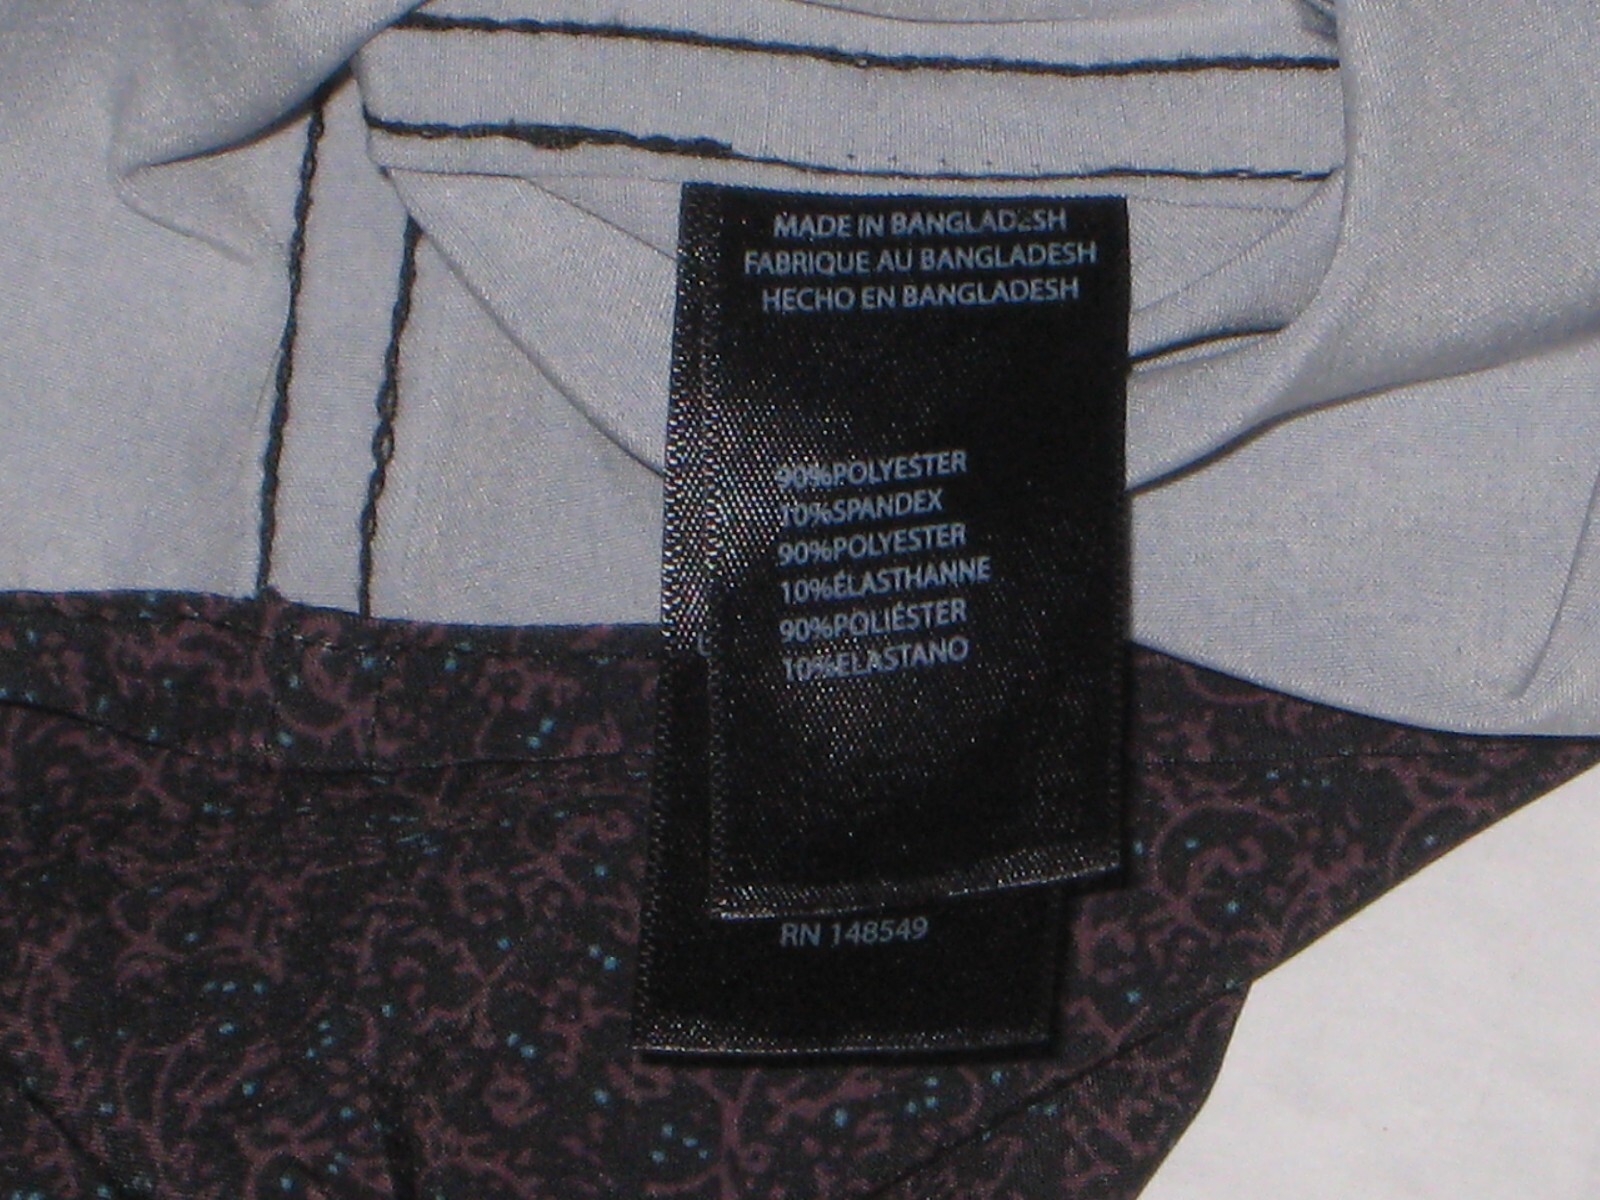 MADE IN BANGLADESH
FABRIQUE AU BANGLADESH
HECHO EN BANGLADESH
90%POLYESTER
10%SPANDEX
90%POLYESTER
10%ÉLASTHANNE
90%POLIÉSTER
10%ELASTANO
RN 148549